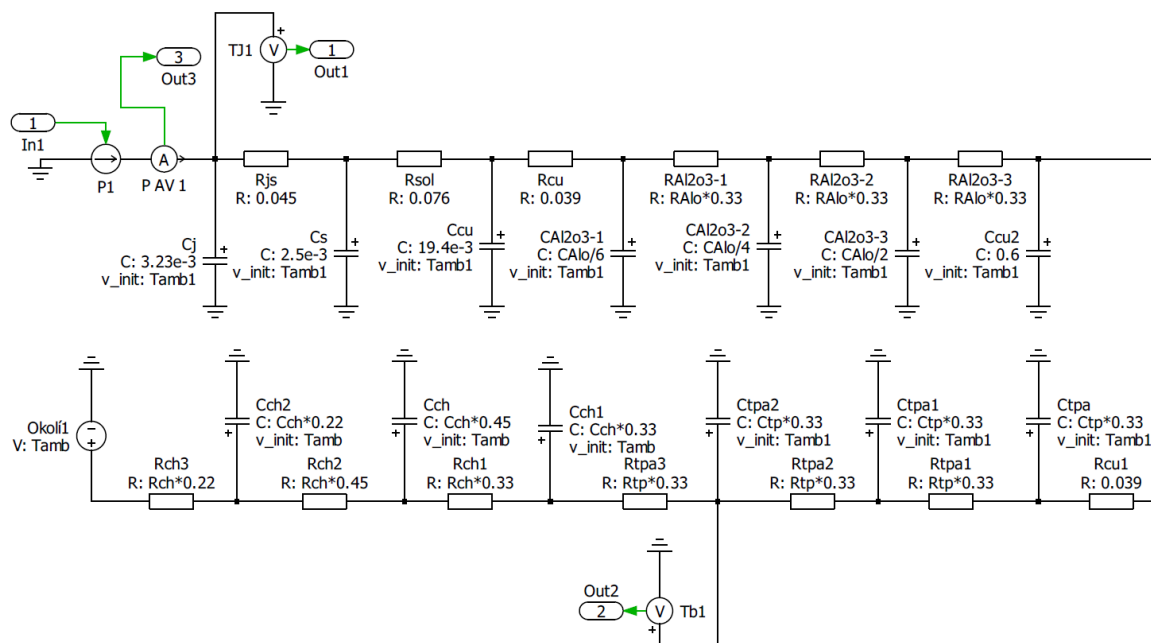 3
Out3
1
In1
P1
A
P AV 1
TJ1
V
+
1
Out1
Rjs
R: 0.045
Rsol
R: 0.076
Rcu
R: 0.039
RAl2o3-1
R: RAlo*0.33
RAl2o3-2
R: RAlo*0.33
RAl2o3-3
R: RAlo*0.33
Cj
C: 3.23e-3
v_init: Tamb1
+
Cs
C: 2.5e-3
v_init: Tamb1
+
Ccu
C: 19.4e-3
v_init: Tamb1
+
CAl2o3-1
C: CAlo/6
v_init: Tamb1
+
CAl2o3-2
C: CAlo/4
v_init: Tamb1
+
CAl2o3-3
C: CAlo/2
v_init: Tamb1
+
Ccu2
C: 0.6
v_init: Tamb1
+
Okolí1
V: Tamb
-
+
Cch2
C: Cch*0.22
v_init: Tamb
+
Cch
C: Cch*0.45
v_init: Tamb
+
Cch1
C: Cch*0.33
v_init: Tamb
+
Ctpa2
C: Ctp*0.33
v_init: Tamb1
+
Ctpa1
C: Ctp*0.33
v_init: Tamb1
+
Ctpa
C: Ctp*0.33
v_init: Tamb1
+
Rch3
R: Rch*0.22
Rch2
R: Rch*0.45
Rch1
R: Rch*0.33
Rtpa3
R: Rtp*0.33
Rtpa2
R: Rtp*0.33
Rtpa1
R: Rtp*0.33
Rcu1
R: 0.039
Out2
2
V
+
Tb1